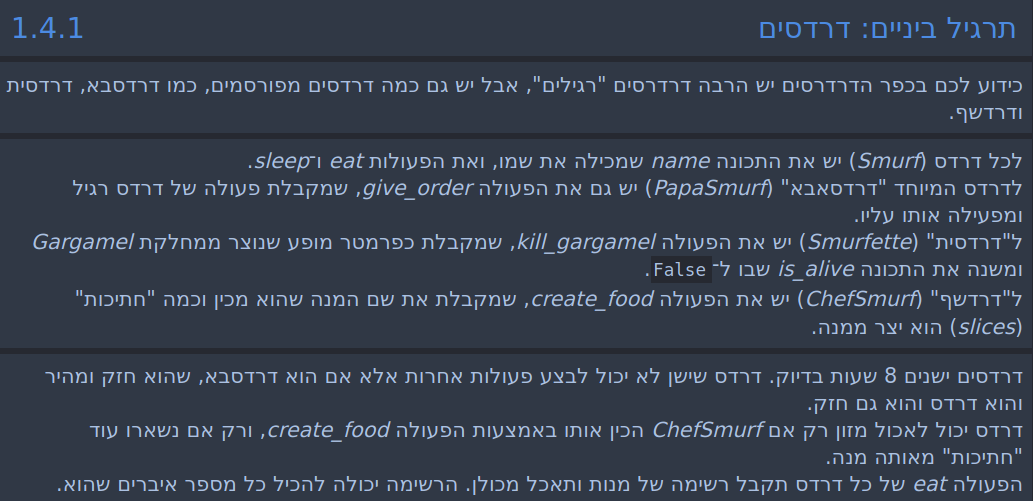 תרגיל ביניים: דרדסים 1.4.1
כידוע לכם בכפר הדרדרסים יש הרבה דרדרסים "רגילים", אבל יש גם כמה דרדסים מפורסמים, כמו דרדסבא, דרדסית
ודרדשף.
לכל דרדס (Smurf) יש את התכונה name שמכילה את שמו, ואת הפעולות eat ו־sleep.
לדרדס המיוחד "דרדסאבא" (PapaSmurf) יש גם את הפעולה give_order, שמקבלת פעולה של דרדס רגיל
ומפעילה אותו עליו.
ל"דרדסית" (Smurfette) יש את הפעולה kill_gargamel, שמקבלת כפרמטר מופע שנוצר ממחלקת Gargamel
ומשנה את התכונה is_alive שבו ל־False.
ל"דרדשף" (ChefSmurf) יש את הפעולה create_food, שמקבלת את שם המנה שהוא מכין וכמה "חתיכות"
(slices) הוא יצר ממנה.
דרדסים ישנים 8 שעות בדיוק. דרדס שישן לא יכול לבצע פעולות אחרות אלא אם הוא דרדסבא, שהוא חזק ומהיר
והוא דרדס והוא גם חזק.
דרדס יכול לאכול מזון רק אם ChefSmurf הכין אותו באמצעות הפעולה create_food, ורק אם נשארו עוד
"חתיכות" מאותה מנה.
הפעולה eat של כל דרדס תקבל רשימה של מנות ותאכל מכולן. הרשימה יכולה להכיל כל מספר איברים שהוא.